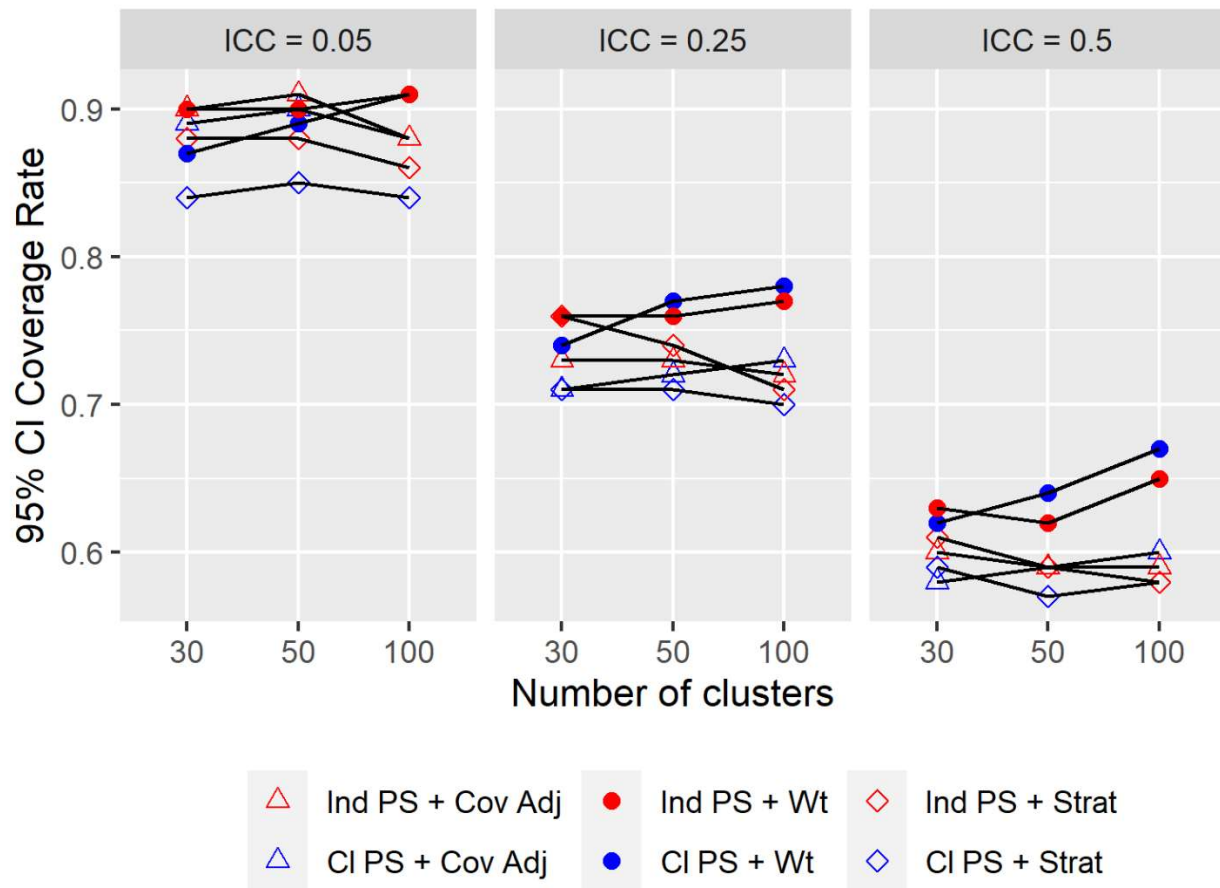 ICC = 0.05 ICC = 0.25 ICC = 0.5
95% CI Coverage Rate
0.9
0.8
0.7
0.6
30 50 100 30 50 100 30 50 100
Number of clusters
Ind PS + Cov Adj Ind PS + Wt Ind PS + Strat
Cl PS + Cov Adj Cl PS + Wt Cl PS + Strat